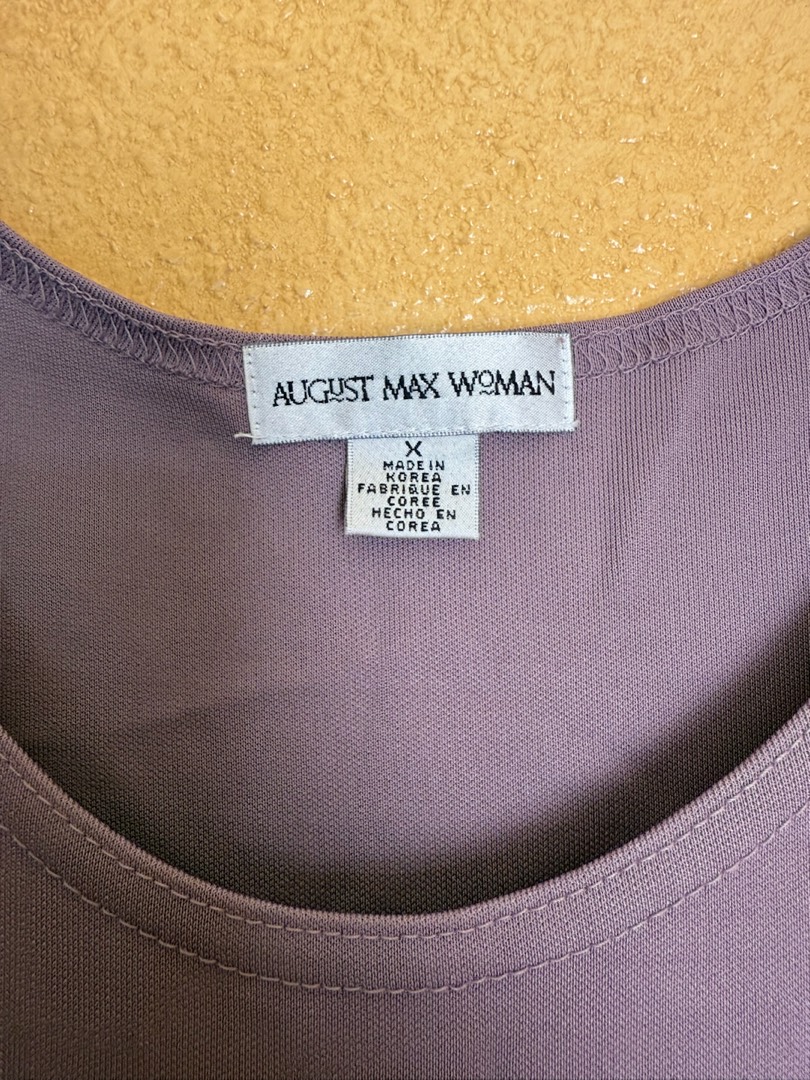 AUGUST MAX WOMAN
X
MADE IN
KOREA
FABRIQUE EN
COREE
HECHO EN
COREA